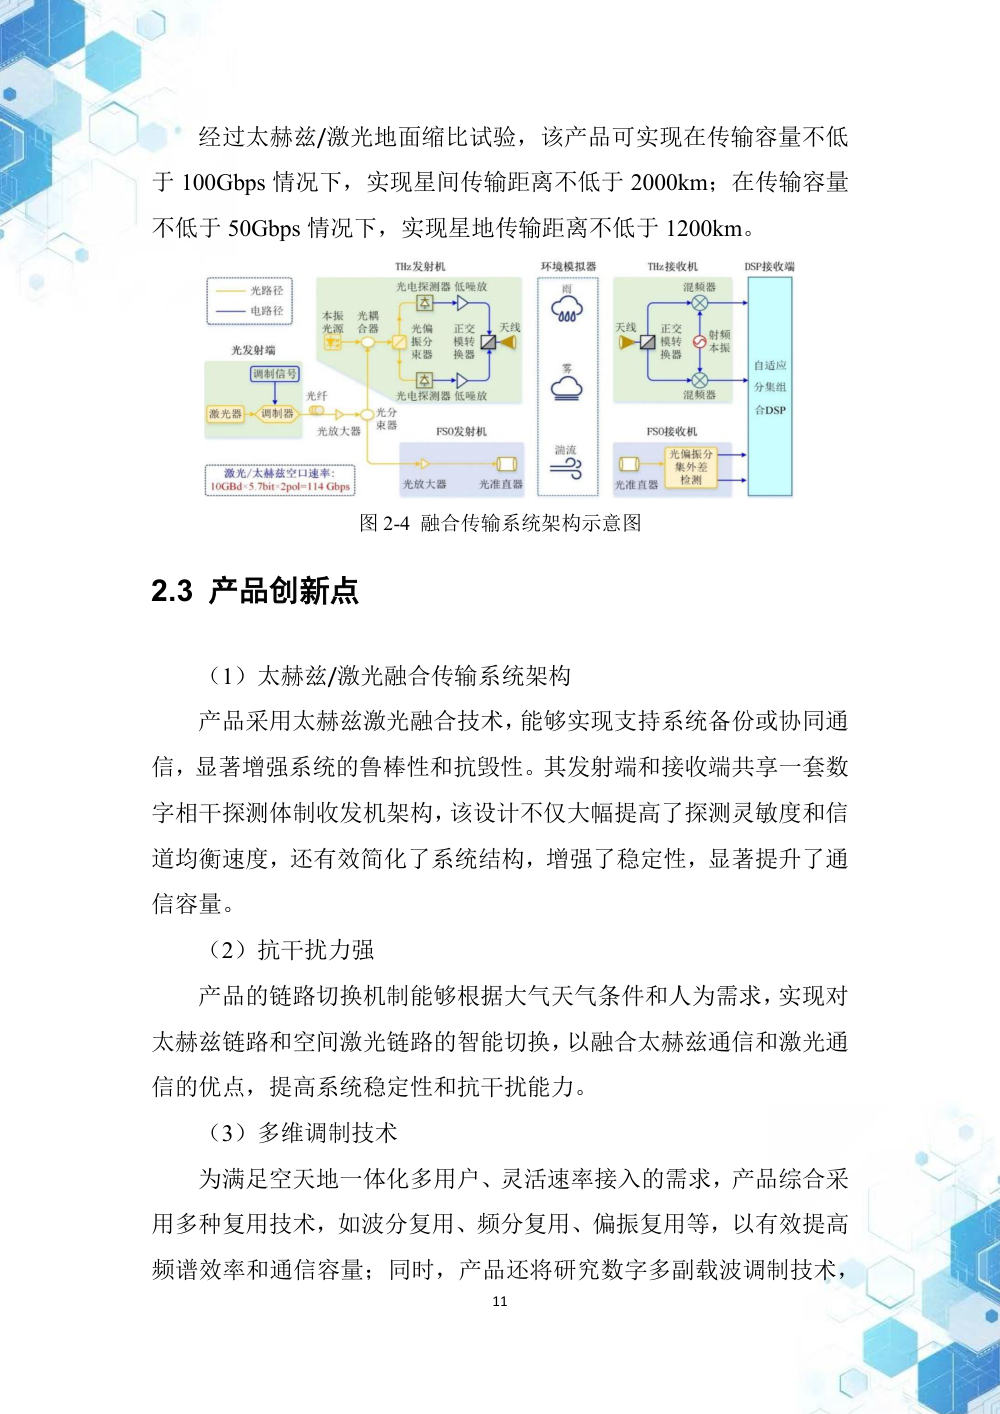 经过太赫兹/激光地面缩比试验，该产品可实现在传输容量不低
于 100Gbps 情况下，实现星间传输距离不低于 2000km；在传输容量
不低于 50Gbps 情况下，实现星地传输距离不低于 1200km。
THz发射机
环境模拟器
THz接收机
DSP接收端
光路径
电路径
光电探测器 低噪放
本振
光源
光耦
合器
光偏
振分
束器
正交
模转
换器
天线
光电探测器 低噪放
光发射端
调制信号
激光器
调制器
光纤
光放大器
光分
束器
FSO发射机
光放大器
光准直器
激光/太赫兹空口速率:
10GBd×5.7bit×2pol=114 Gbps
雨
雾
湍流
混频器
天线
正交
模转
换器
射频
本振
混频器
FSO接收机
光准直器
光偏振分
集外差
检测
自适应
分集组
合DSP
图 2-4 融合传输系统架构示意图
2.3 产品创新点
（1）太赫兹/激光融合传输系统架构
产品采用太赫兹激光融合技术，能够实现支持系统备份或协同通
信，显著增强系统的鲁棒性和抗毁性。其发射端和接收端共享一套数
字相干探测体制收发机架构，该设计不仅大幅提高了探测灵敏度和信
道均衡速度，还有效简化了系统结构，增强了稳定性，显著提升了通
信容量。
（2）抗干扰力强
产品的链路切换机制能够根据大气天气条件和人为需求，实现对
太赫兹链路和空间激光链路的智能切换，以融合太赫兹通信和激光通
信的优点，提高系统稳定性和抗干扰能力。
（3）多维调制技术
为满足空天地一体化多用户、灵活速率接入的需求，产品综合采
用多种复用技术，如波分复用、频分复用、偏振复用等，以有效提高
频谱效率和通信容量；同时，产品还将研究数字多副载波调制技术，
11